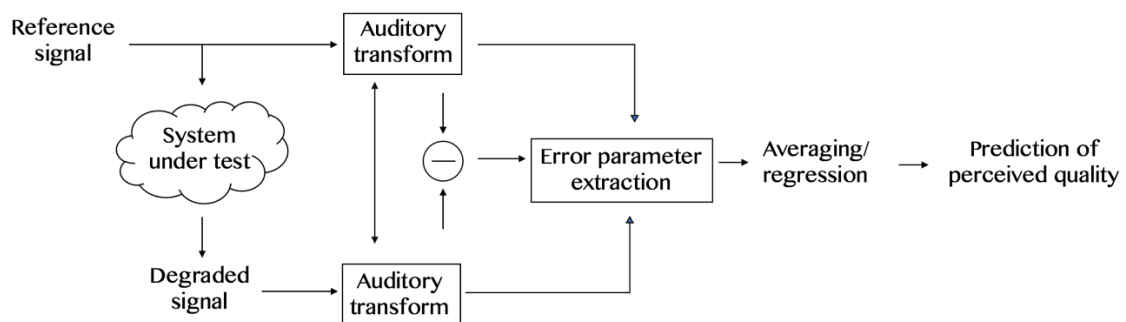 Reference
signal
Auditory
transform
System
under test
Error parameter
extraction
Averaging/
regression
Prediction of
perceived quality
Degraded
signal
Auditory
transform